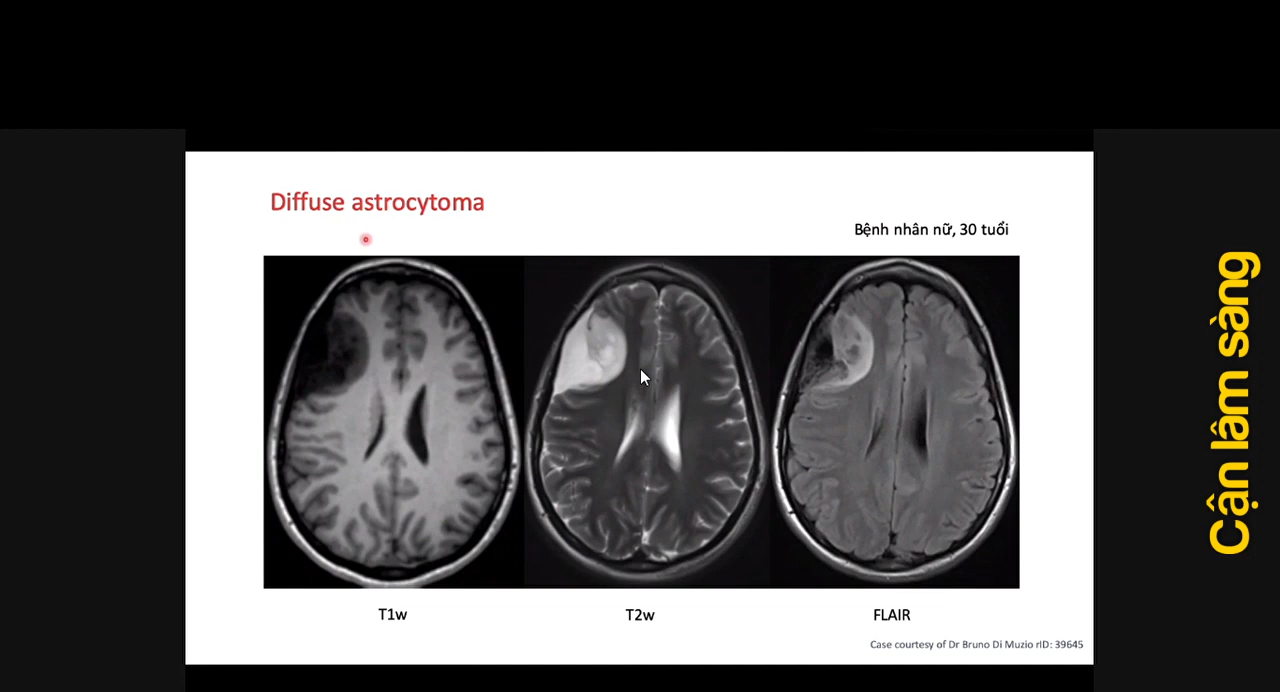 Diffuse astrocytoma
Bệnh nhân nữ, 30 tuổi
T1w
T2w
FLAIR
Case courtesy of Dr Bruno Di Muzio rID: 39645
Cận lâm sàng